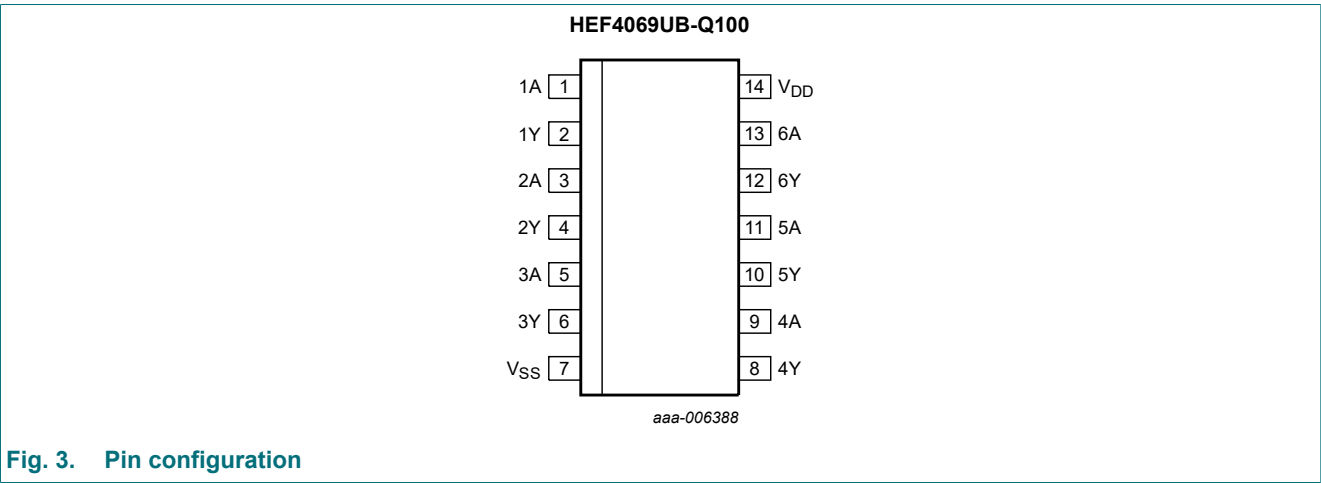 HEF4069UB-Q100
1A 1 14 VDD
1Y 2 13 6A
2A 3 12 6Y
2Y 4 11 5A
3A 5 10 5Y
3Y 6 9 4A
VSS 7 8 4Y
aaa-006388
Fig. 3. Pin configuration